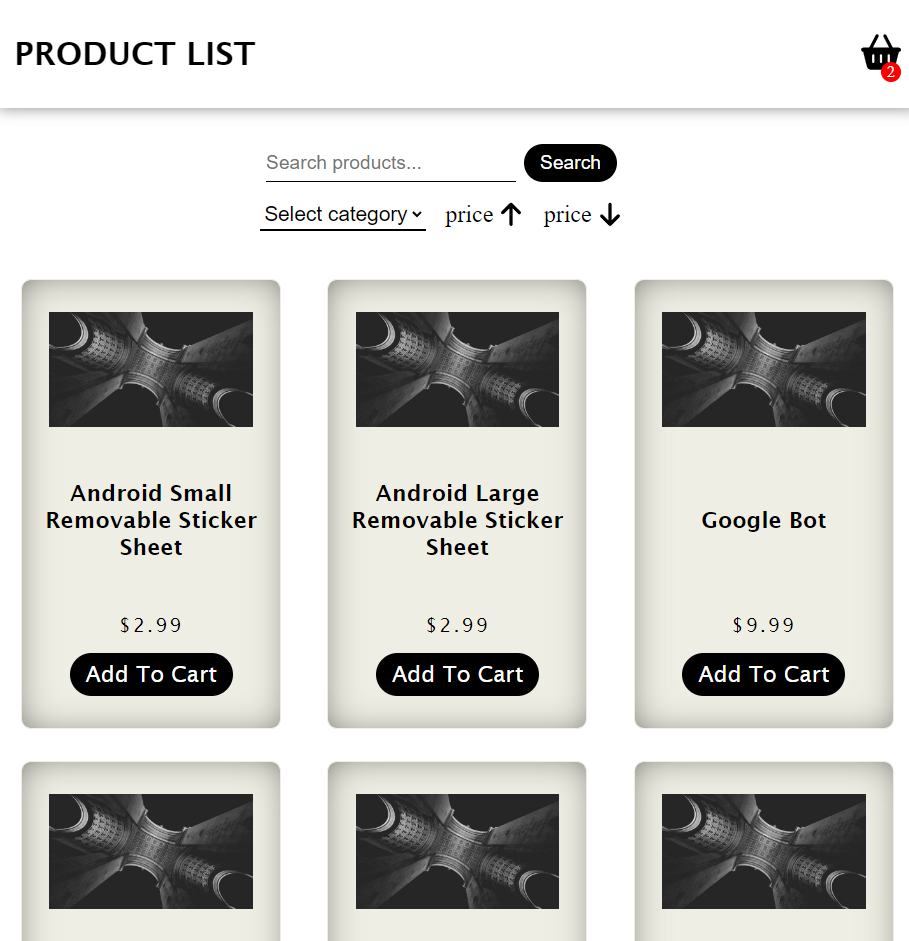 PRODUCT LIST
2
Search products...
Search
Select category
price
price
Android Small
Removable Sticker
Sheet
$2.99
Add To Cart
Android Large
Removable Sticker
Sheet
$2.99
Add To Cart
Google Bot
$9.99
Add To Cart